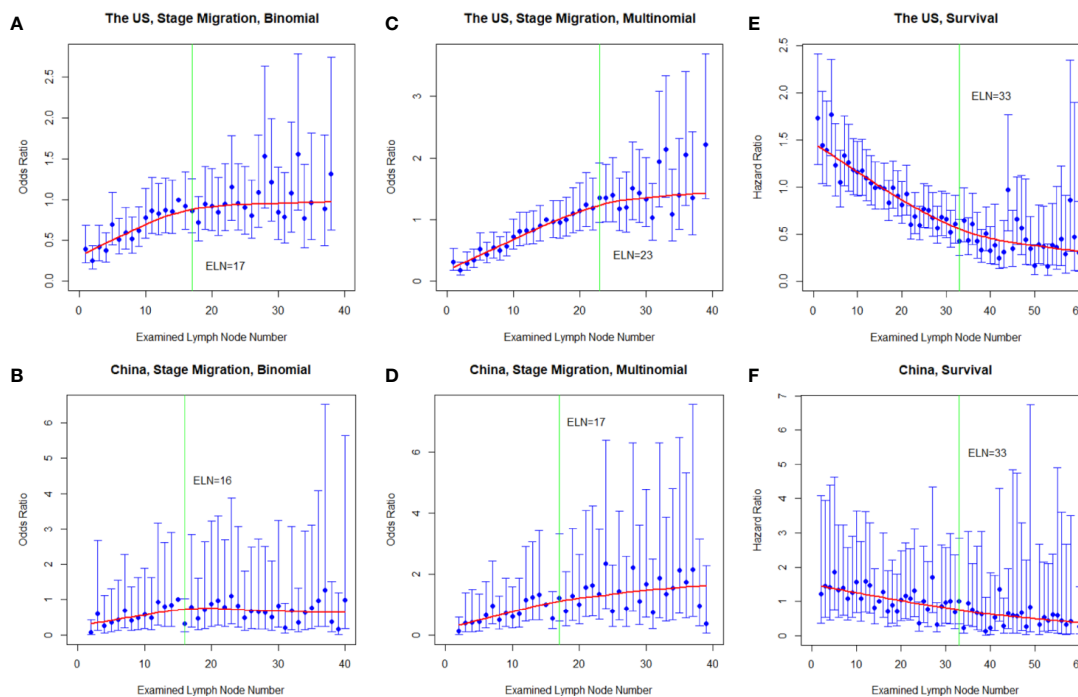 A
The US, Stage Migration, Binomial
Odds Ratio
2.5
2.0
1.5
1.0
0.5
0.0
ELN=17
0 10 20 30 40
Examined Lymph Node Number
C
The US, Stage Migration, Multinomial
Odds Ratio
3
2
1
0
ELN=23
0 10 20 30 40
Examined Lymph Node Number
E
The US, Survival
Hazard Ratio
2.5
2.0
1.5
1.0
0.5
0.0
ELN=33
0 10 20 30 40 50
Examined Lymph Node Number
B
China, Stage Migration, Binomial
Odds Ratio
6
5
4
3
2
1
0
ELN=16
0 10 20 30 40
Examined Lymph Node Number
D
China, Stage Migration, Multinomial
Odds Ratio
6
4
2
0
ELN=17
0 10 20 30 40
Examined Lymph Node Number
F
China, Survival
Hazard Ratio
7
6
5
4
3
2
1
0
ELN=33
0 10 20 30 40 50
Examined Lymph Node Number